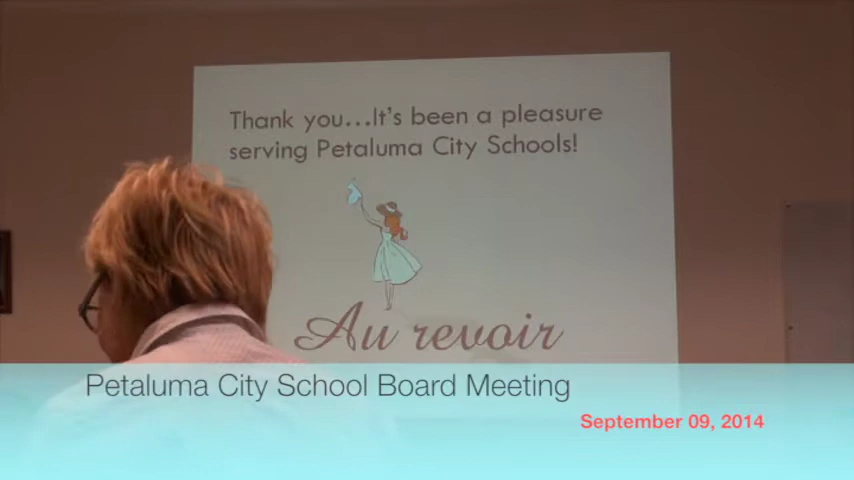 Thank you...It's been a pleasure
serving Petaluma City Schools!
Au revoir
Petaluma City School Board Meeting
September 09, 2014